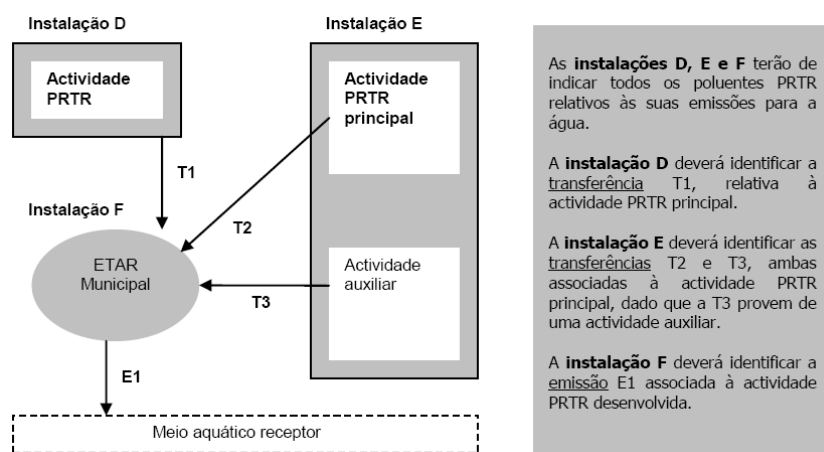 Instalação D
Instalação E
Actividade
PRTR
Actividade
PRTR
principal
T1
Instalação F
T2
ETAR
Municipal
Actividade
auxiliar
T3
E1
Meio aquático receptor
As instalações D, E e F terão de
indicar todos os poluentes PRTR
relativos às suas emissões para a
água.
A instalação D deverá identificar a
transferência T1, relativa à
actividade PRTR principal.
A instalação E deverá identificar as
transferências T2 e T3, ambas
associadas à actividade PRTR
principal, dado que a T3 provem de
uma actividade auxiliar.
A instalação F deverá identificar a
emissão E1 associada à actividade
PRTR desenvolvida.